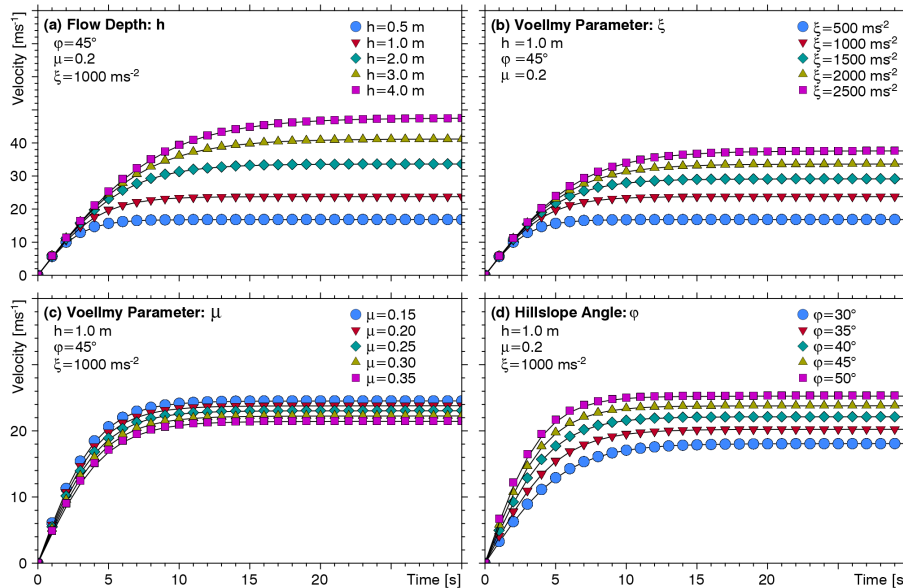 (a) Flow Depth: h
φ=45°
μ=0.2
ξ=1000 ms-2
h=0.5 m
h=1.0 m
h=2.0 m
h=3.0 m
h=4.0 m
Velocity [ms-1]
40
30
20
10
0
(b) Voellmy Parameter: ξ
h=1.0 m
φ=45°
μ=0.2
ξ=500 ms-2
ξ=1000 ms-2
ξ=1500 ms-2
ξ=2000 ms-2
ξ=2500 ms-2
(c) Voellmy Parameter: μ
h=1.0 m
φ=45°
ξ=1000 ms-2
μ=0.15
μ=0.20
μ=0.25
μ=0.30
μ=0.35
Velocity [ms-1]
20
10
0
0 5 10 15 20 Time [s]
(d) Hillslope Angle: φ
h=1.0 m
μ=0.2
ξ=1000 ms-2
φ=30°
φ=35°
φ=40°
φ=45°
φ=50°
0 5 10 15 20 Time [s]